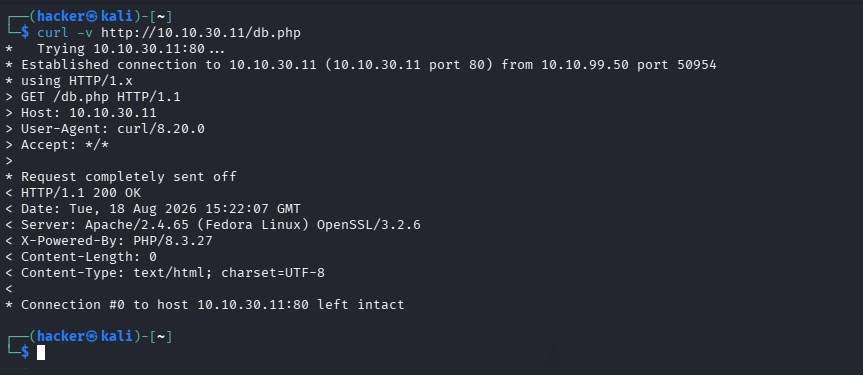 ┌──(hacker㉿kali)-[~]
└─$ curl -v http://10.10.30.11/db.php
*   Trying 10.10.30.11:80...
* Established connection to 10.10.30.11 (10.10.30.11 port 80) from 10.10.99.50 port 50954
* using HTTP/1.x
> GET /db.php HTTP/1.1
> Host: 10.10.30.11
> User-Agent: curl/8.20.0
> Accept: */*
>
* Request completely sent off
< HTTP/1.1 200 OK
< Date: Tue, 18 Aug 2026 15:22:07 GMT
< Server: Apache/2.4.65 (Fedora Linux) OpenSSL/3.2.6
< X-Powered-By: PHP/8.3.27
< Content-Length: 0
< Content-Type: text/html; charset=UTF-8
<
* Connection #0 to host 10.10.30.11:80 left intact
┌──(hacker㉿kali)-[~]
└─$